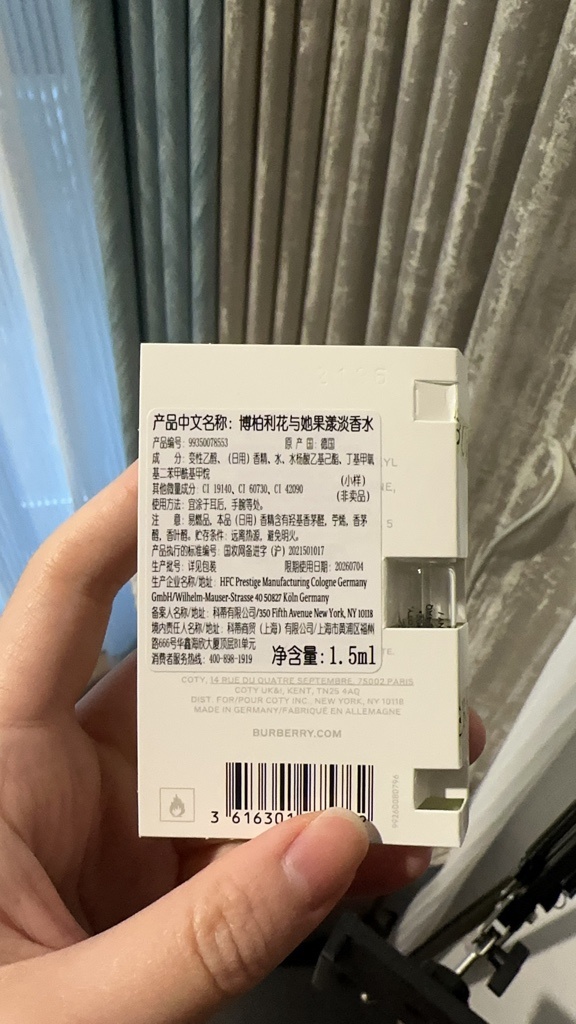 产品中文名称：博柏利花与她果漾淡香水
产品编号：99350078553 原产国：德国
成 分：变性乙醇、（日用）香精、水、水杨酸乙基己酯、丁基甲氧
基二苯甲酰基甲烷
（小样）
其他微量成分：CI 19140、CI 60730、CI 42090
（非卖品）
使用方法：宜涂于耳后，手腕等处。
注 意：易燃品。本品（日用）香精含有羟基香茅醛，苧烯，香茅
醇，香叶醇。贮存条件：远离热源，避免明火。
产品执行的标准编号：国妆网备进字（沪）2021501017
生产批号：详见包装 限期使用日期：20260704
生产企业名称/地址：HFC Prestige Manufacturing Cologne Germany
GmbH/Wilhelm-Mauser-Strasse 40 50827 Köln Germany
备案人名称/地址：科蒂有限公司/350 Fifth Avenue New York, NY 10118
境内责任人名称/地址：科蒂商贸（上海）有限公司/上海市黄浦区福州
路666号华鑫海欣大厦顶层B1单元
消费者服务热线：400-898-1919 净含量：1.5ml
COTY, 14 RUE DU QUATRE SEPTEMBRE, 75002 PARIS
COTY UK&I, KENT, TN25 4AQ
DIST. FOR/POUR COTY INC., NEW YORK, NY 10118
MADE IN GERMANY/FABRIQUÉ EN ALLEMAGNE
BURBERRY.COM
3 616301
99260080796